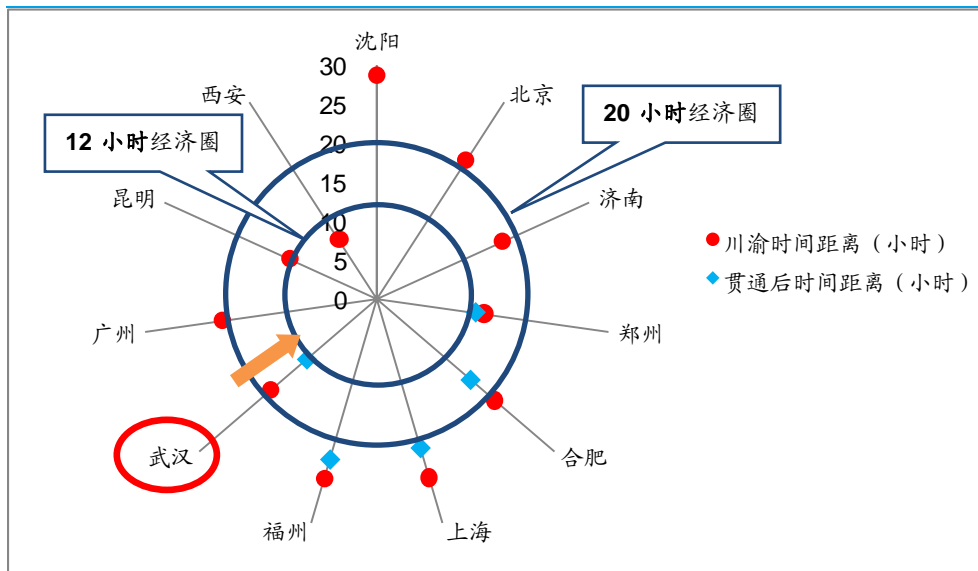 沈阳
30
25
20
15
10
5
0
西安
北京
12 小时经济圈
20 小时经济圈
昆明
济南
川渝时间距离（小时）
贯通后时间距离（小时）
广州
郑州
武汉
合肥
福州
上海